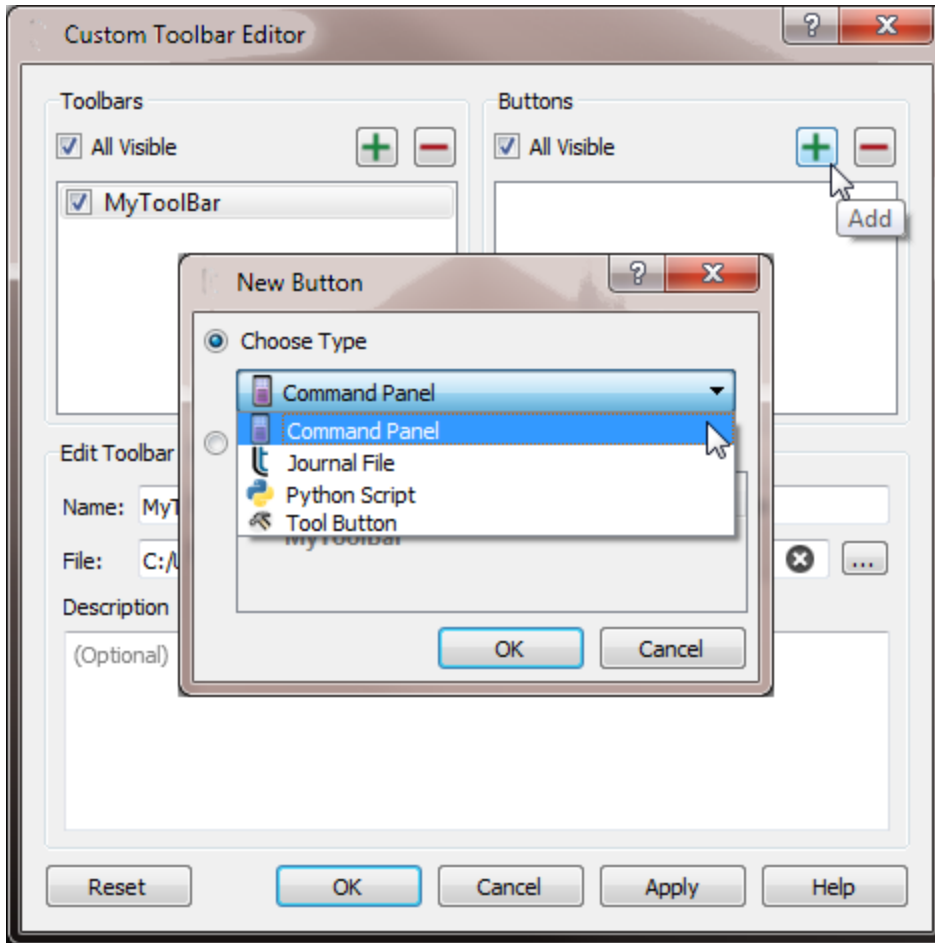 Custom Toolbar Editor
Toolbars
Buttons
All Visible
All Visible
MyToolBar
Add
New Button
Choose Type
Command Panel
Command Panel
Journal File
Python Script
Tool Button
MyToolBar
Edit Toolbar
Name: MyT
File: C:/
...
Description
(Optional)
OK Cancel
Reset OK Cancel Apply Help